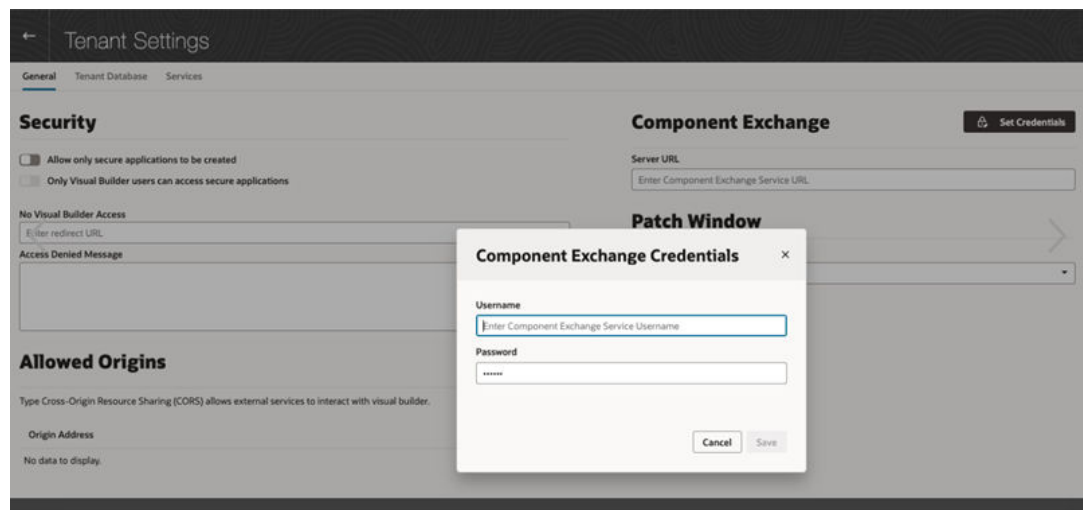 Tenant Settings
General Tenant Database Services
Security
Allow only secure applications to be created
Only Visual Builder users can access secure applications
No Visual Builder Access
Enter redirect URL
Access Denied Message
Allowed Origins
Type Cross-Origin Resource Sharing (CORS) allows external services to interact with visual builder.
Origin Address
No data to display.
Component Exchange
Set Credentials
Server URL
Enter Component Exchange Service URL
Patch Window
Component Exchange Credentials
Username
Enter Component Exchange Service Username
Password
Cancel Save